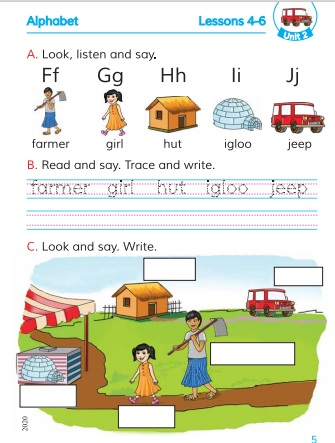 Alphabet Lessons 4-6
Unit 2
A. Look, listen and say.
Ff Gg Hh Ii Jj
farmer girl hut igloo jeep
B. Read and say. Trace and write.
farmer girl hut igloo jeep
C. Look and say. Write.
2020
5